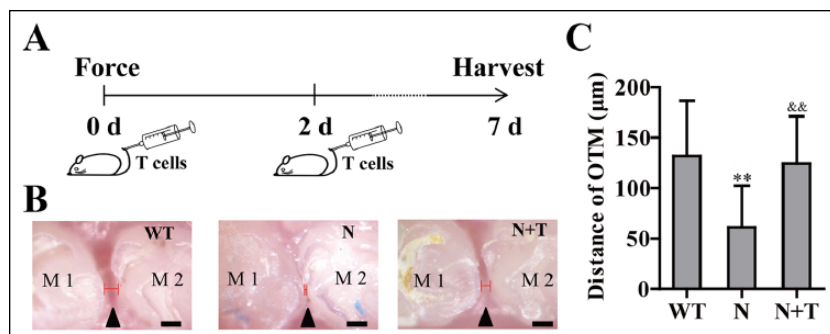 A
Force
Harvest
0 d
2 d
7 d
T cells
T cells
B
WT
M 1
M 2
N
M 1
M 2
N+T
M 1
M 2
C
Distance of OTM (μm)
200
150
100
50
0
**
&&
WT
N
N+T